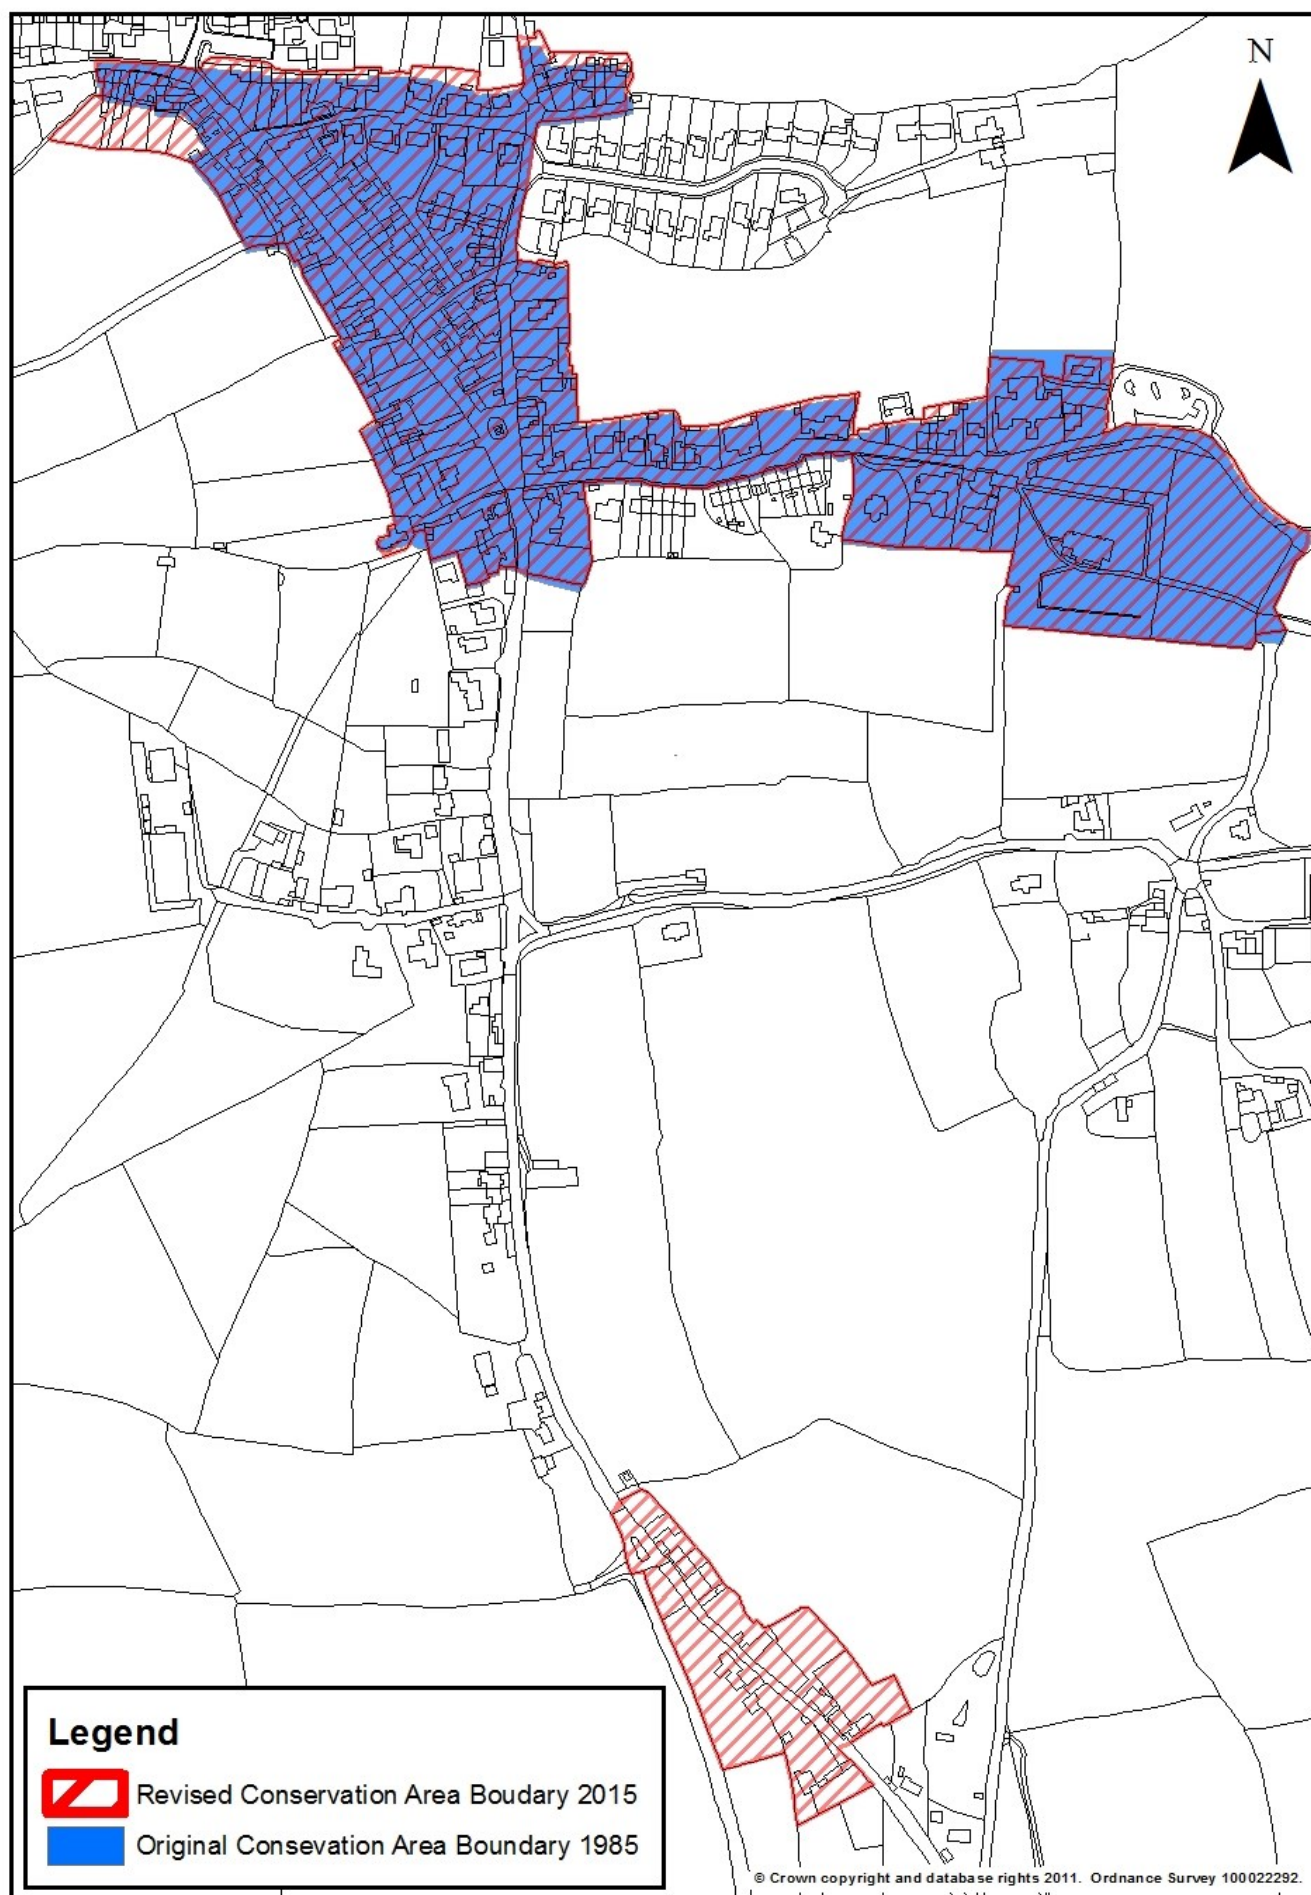 N
Legend
Revised Conservation Area Boudary 2015
Original Consevation Area Boundary 1985
© Crown copyright and database rights 2011. Ordnance Survey 100022292.